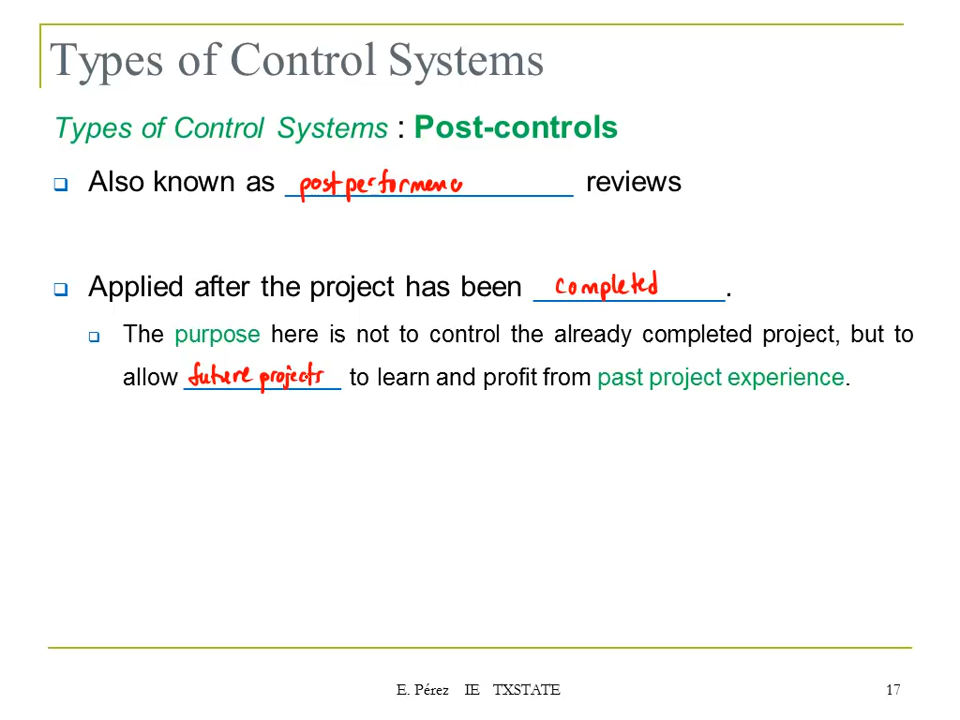 Types of Control Systems
Types of Control Systems : Post-controls
Also known as postperformenc reviews
Applied after the project has been completed.
The purpose here is not to control the already completed project, but to
allow future projects to learn and profit from past project experience.
E. Pérez IE TXSTATE 17